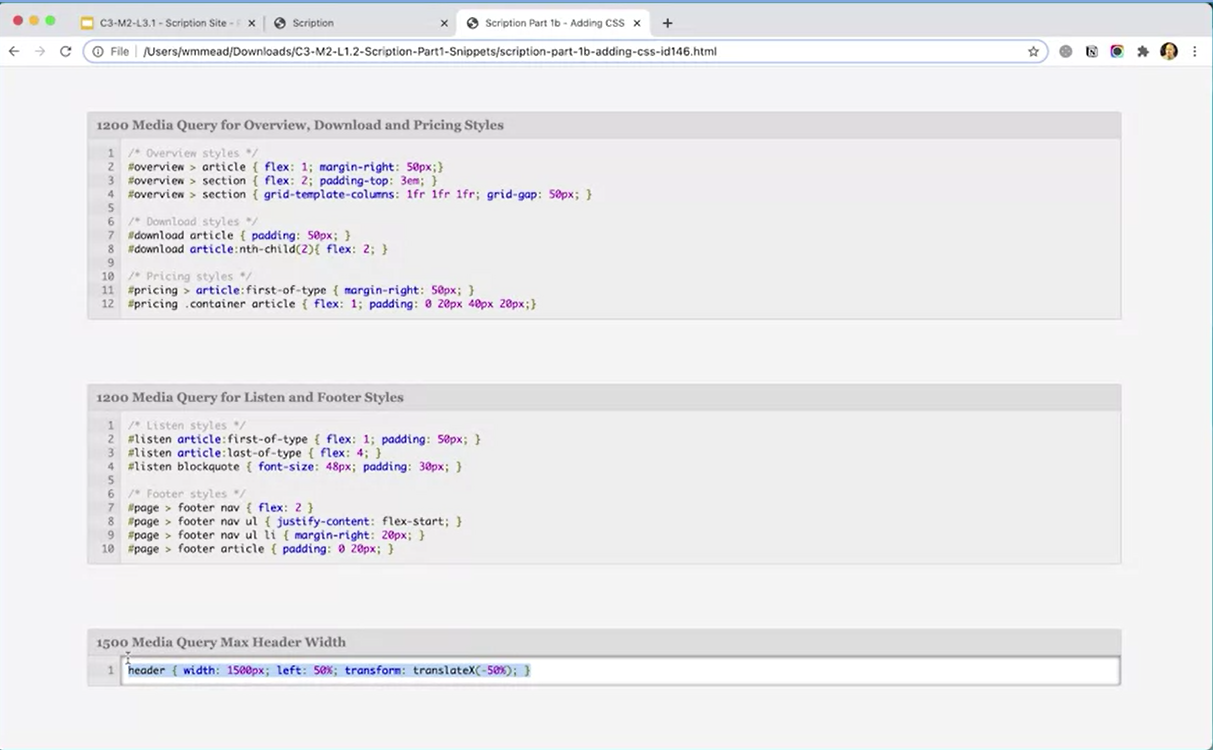 C3-M2-L3.1 - Scription Site -
Scription
Scription Part 1b - Adding CSS
File
/Users/wmmead/Downloads/C3-M2-L1.2-Scription-Part1-Snippets/scription-part-1b-adding-css-id146.html
1200 Media Query for Overview, Download and Pricing Styles
1 /* Overview styles */
2 #overview > article { flex: 1; margin-right: 50px;}
3 #overview > section { flex: 2; padding-top: 3em; }
4 #overview > section { grid-template-columns: 1fr 1fr 1fr; grid-gap: 50px; }
5
6 /* Download styles */
7 #download article { padding: 50px; }
8 #download article:nth-child(2){ flex: 2; }
9
10 /* Pricing styles */
11 #pricing > article:first-of-type { margin-right: 50px; }
12 #pricing .container article { flex: 1; padding: 0 20px 40px 20px;}
1200 Media Query for Listen and Footer Styles
1 /* Listen styles */
2 #listen article:first-of-type { flex: 1; padding: 50px; }
3 #listen article:last-of-type { flex: 4; }
4 #listen blockquote { font-size: 48px; padding: 30px; }
5
6 /* Footer styles */
7 #page > footer nav { flex: 2 }
8 #page > footer nav ul { justify-content: flex-start; }
9 #page > footer nav ul li { margin-right: 20px; }
10 #page > footer article { padding: 0 20px; }
1500 Media Query Max Header Width
1 header { width: 1500px; left: 50%; transform: translateX(-50%); }